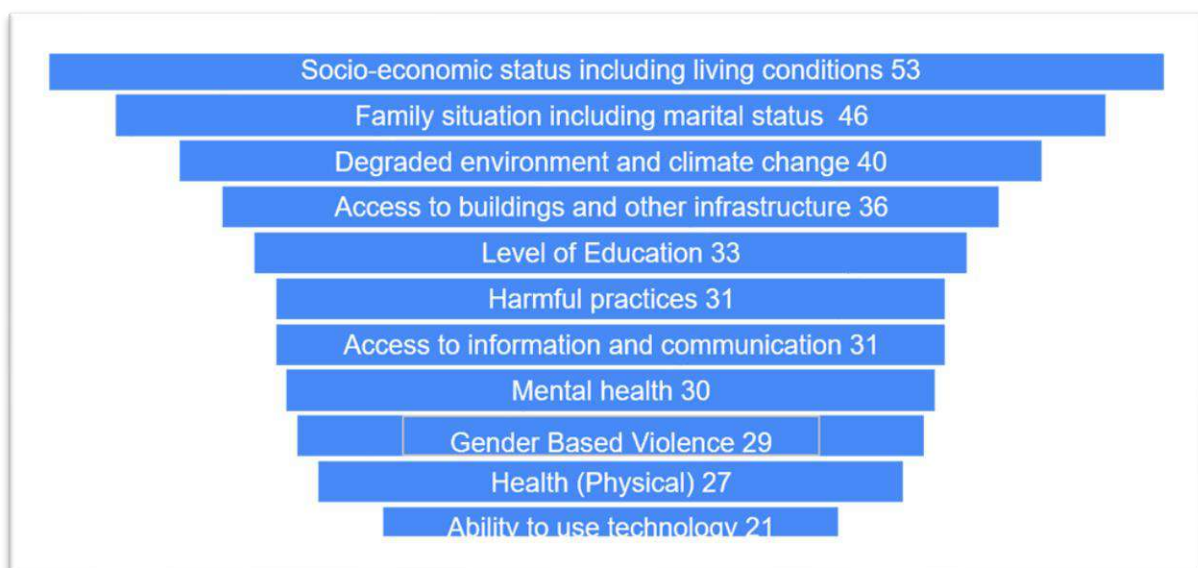 Socio-economic status including living conditions 53
Family situation including marital status 46
Degraded environment and climate change 40
Access to buildings and other infrastructure 36
Level of Education 33
Harmful practices 31
Access to information and communication 31
Mental health 30
Gender Based Violence 29
Health (Physical) 27
Ability to use technology 21